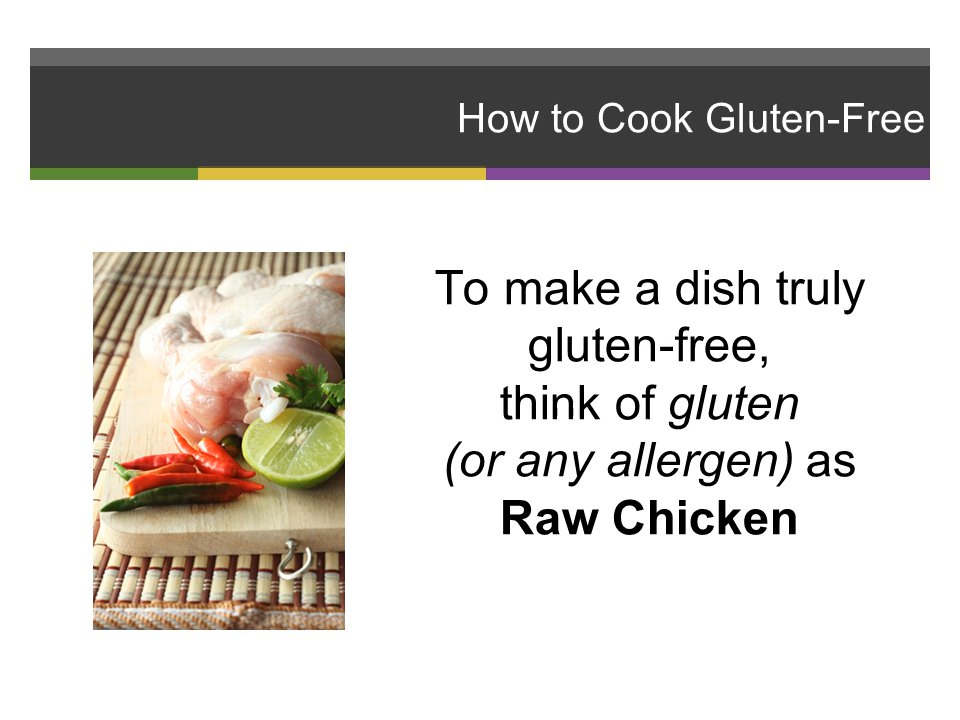 How to Cook Gluten-Free
To make a dish truly
gluten-free,
think of gluten
(or any allergen) as
Raw Chicken